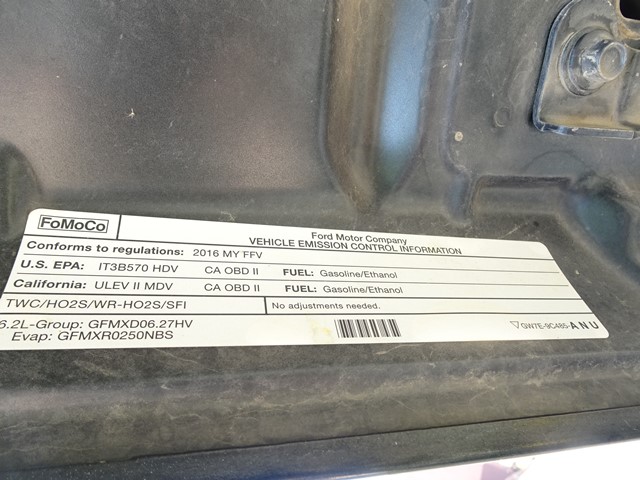 FoMoCo
Ford Motor Company
VEHICLE EMISSION CONTROL INFORMATION
Conforms to regulations: 2016 MY FFV
U.S. EPA: IT3B570 HDV CA OBD II FUEL: Gasoline/Ethanol
California: ULEV II MDV CA OBD II FUEL: Gasoline/Ethanol
TWC/HO2S/WR-HO2S/SFI No adjustments needed.
6.2L-Group: GFMXD06.27HV
Evap: GFMXR0250NBS
GW7E-9C485-ANU